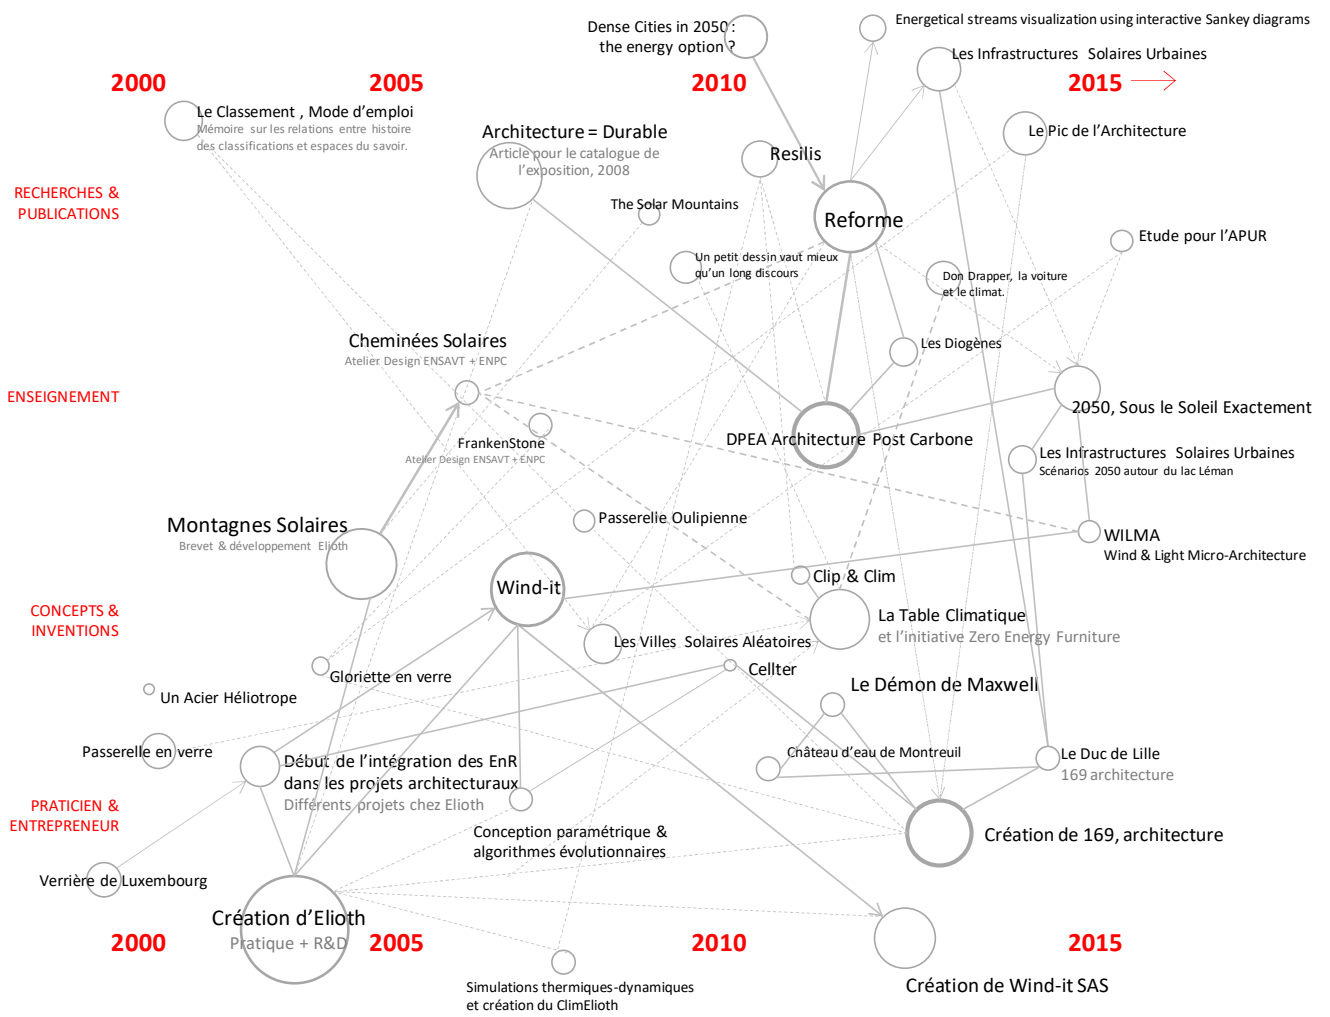 Dense Cities in 2050 :
the energy option ?
Energetical streams visualization using interactive Sankey diagrams
Les Infrastructures Solaires Urbaines
2000
2005
2010
2015
Le Classement , Mode d’emploi
Mémoire sur les relations entre histoire
des classifications et espaces du savoir.
Architecture = Durable
Article pour le catalogue de
l’exposition, 2008
Resilis
Le Pic de l’Architecture
RECHERCHES &
PUBLICATIONS
The Solar Mountains
Reforme
Etude pour l’APUR
Un petit dessin vaut mieux
qu’un long discours
Don Drapper, la voiture
et le climat.
Cheminées Solaires
Atelier Design ENSAVT + ENPC
Les Diogènes
ENSEIGNEMENT
2050, Sous le Soleil Exactement
FrankenStone
Atelier Design ENSAVT + ENPC
DPEA Architecture Post Carbone
Les Infrastructures Solaires Urbaines
Scénarios 2050 autour du lac Léman
Montagnes Solaires
Brevet & développement Elioth
Passerelle Oulipienne
WILMA
Wind & Light Micro-Architecture
Wind-it
Clip & Clim
CONCEPTS &
INVENTIONS
La Table Climatique
et l’initiative Zero Energy Furniture
Les Villes Solaires Aléatoires
Gloriette en verre
Cellter
Un Acier Héliotrope
Le Démon de Maxwell
Passerelle en verre
Début de l’intégration des EnR
dans les projets architecturaux
Différents projets chez Elioth
Château d’eau de Montreuil
Le Duc de Lille
169 architecture
PRATICIEN &
ENTREPRENEUR
Conception paramétrique &
algorithmes évolutionnaires
Création de 169, architecture
Verrière de Luxembourg
Création d’Elioth
Pratique + R&D
2000
2005
2010
2015
Simulations thermiques-dynamiques
et création du ClimElioth
Création de Wind-it SAS